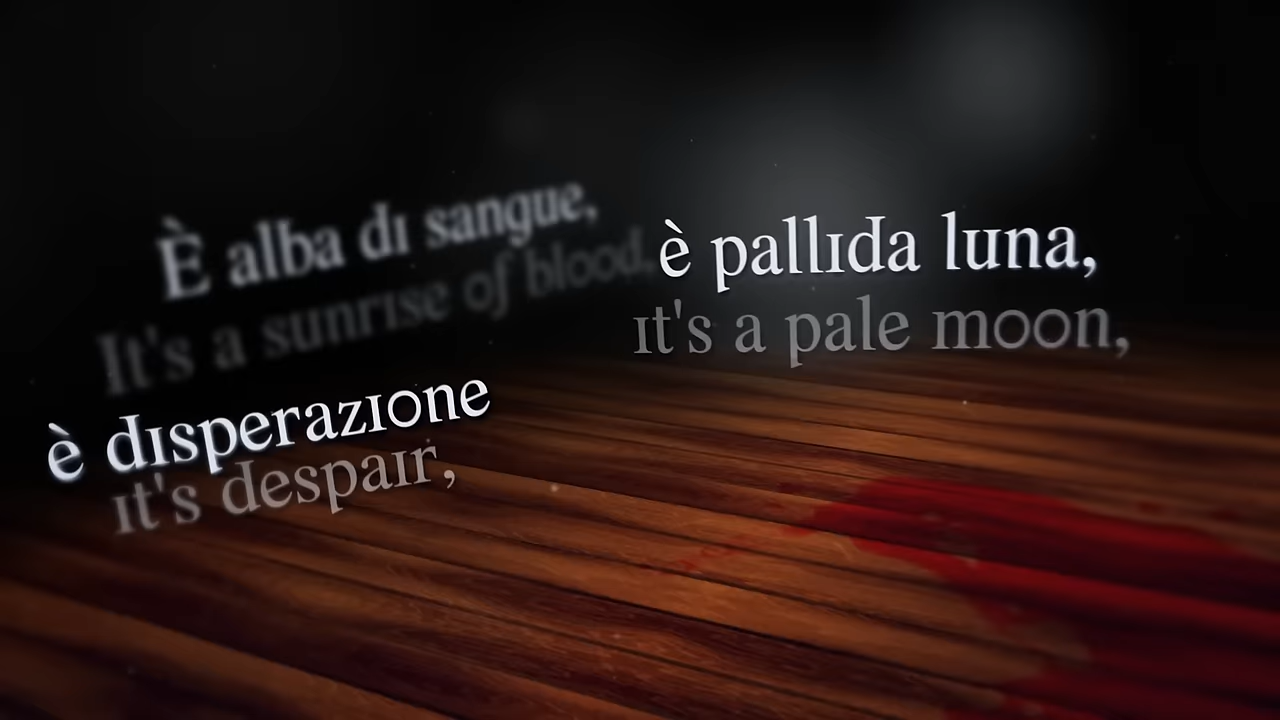 È alba di sangue,
It's a sunrise of blood,
è pallida luna,
it's a pale moon,
è disperazione
it's despair,